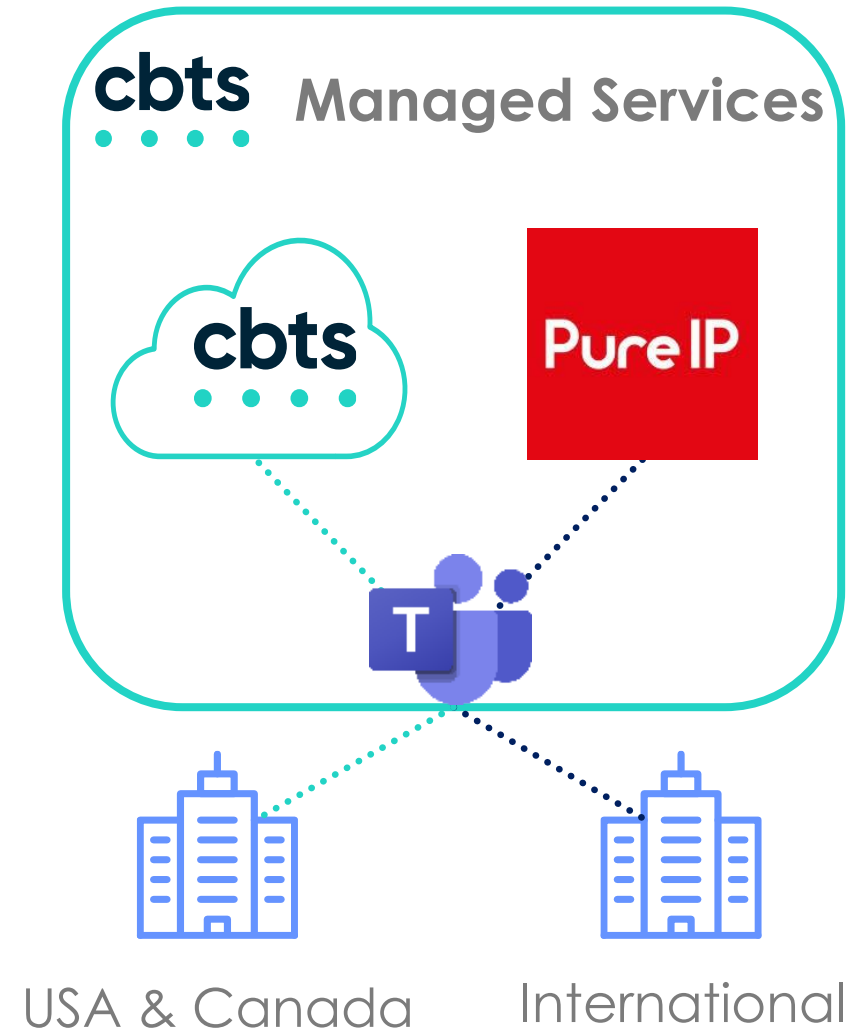 cbts Managed Services
cbts
Pure IP
T
USA & Canada
International